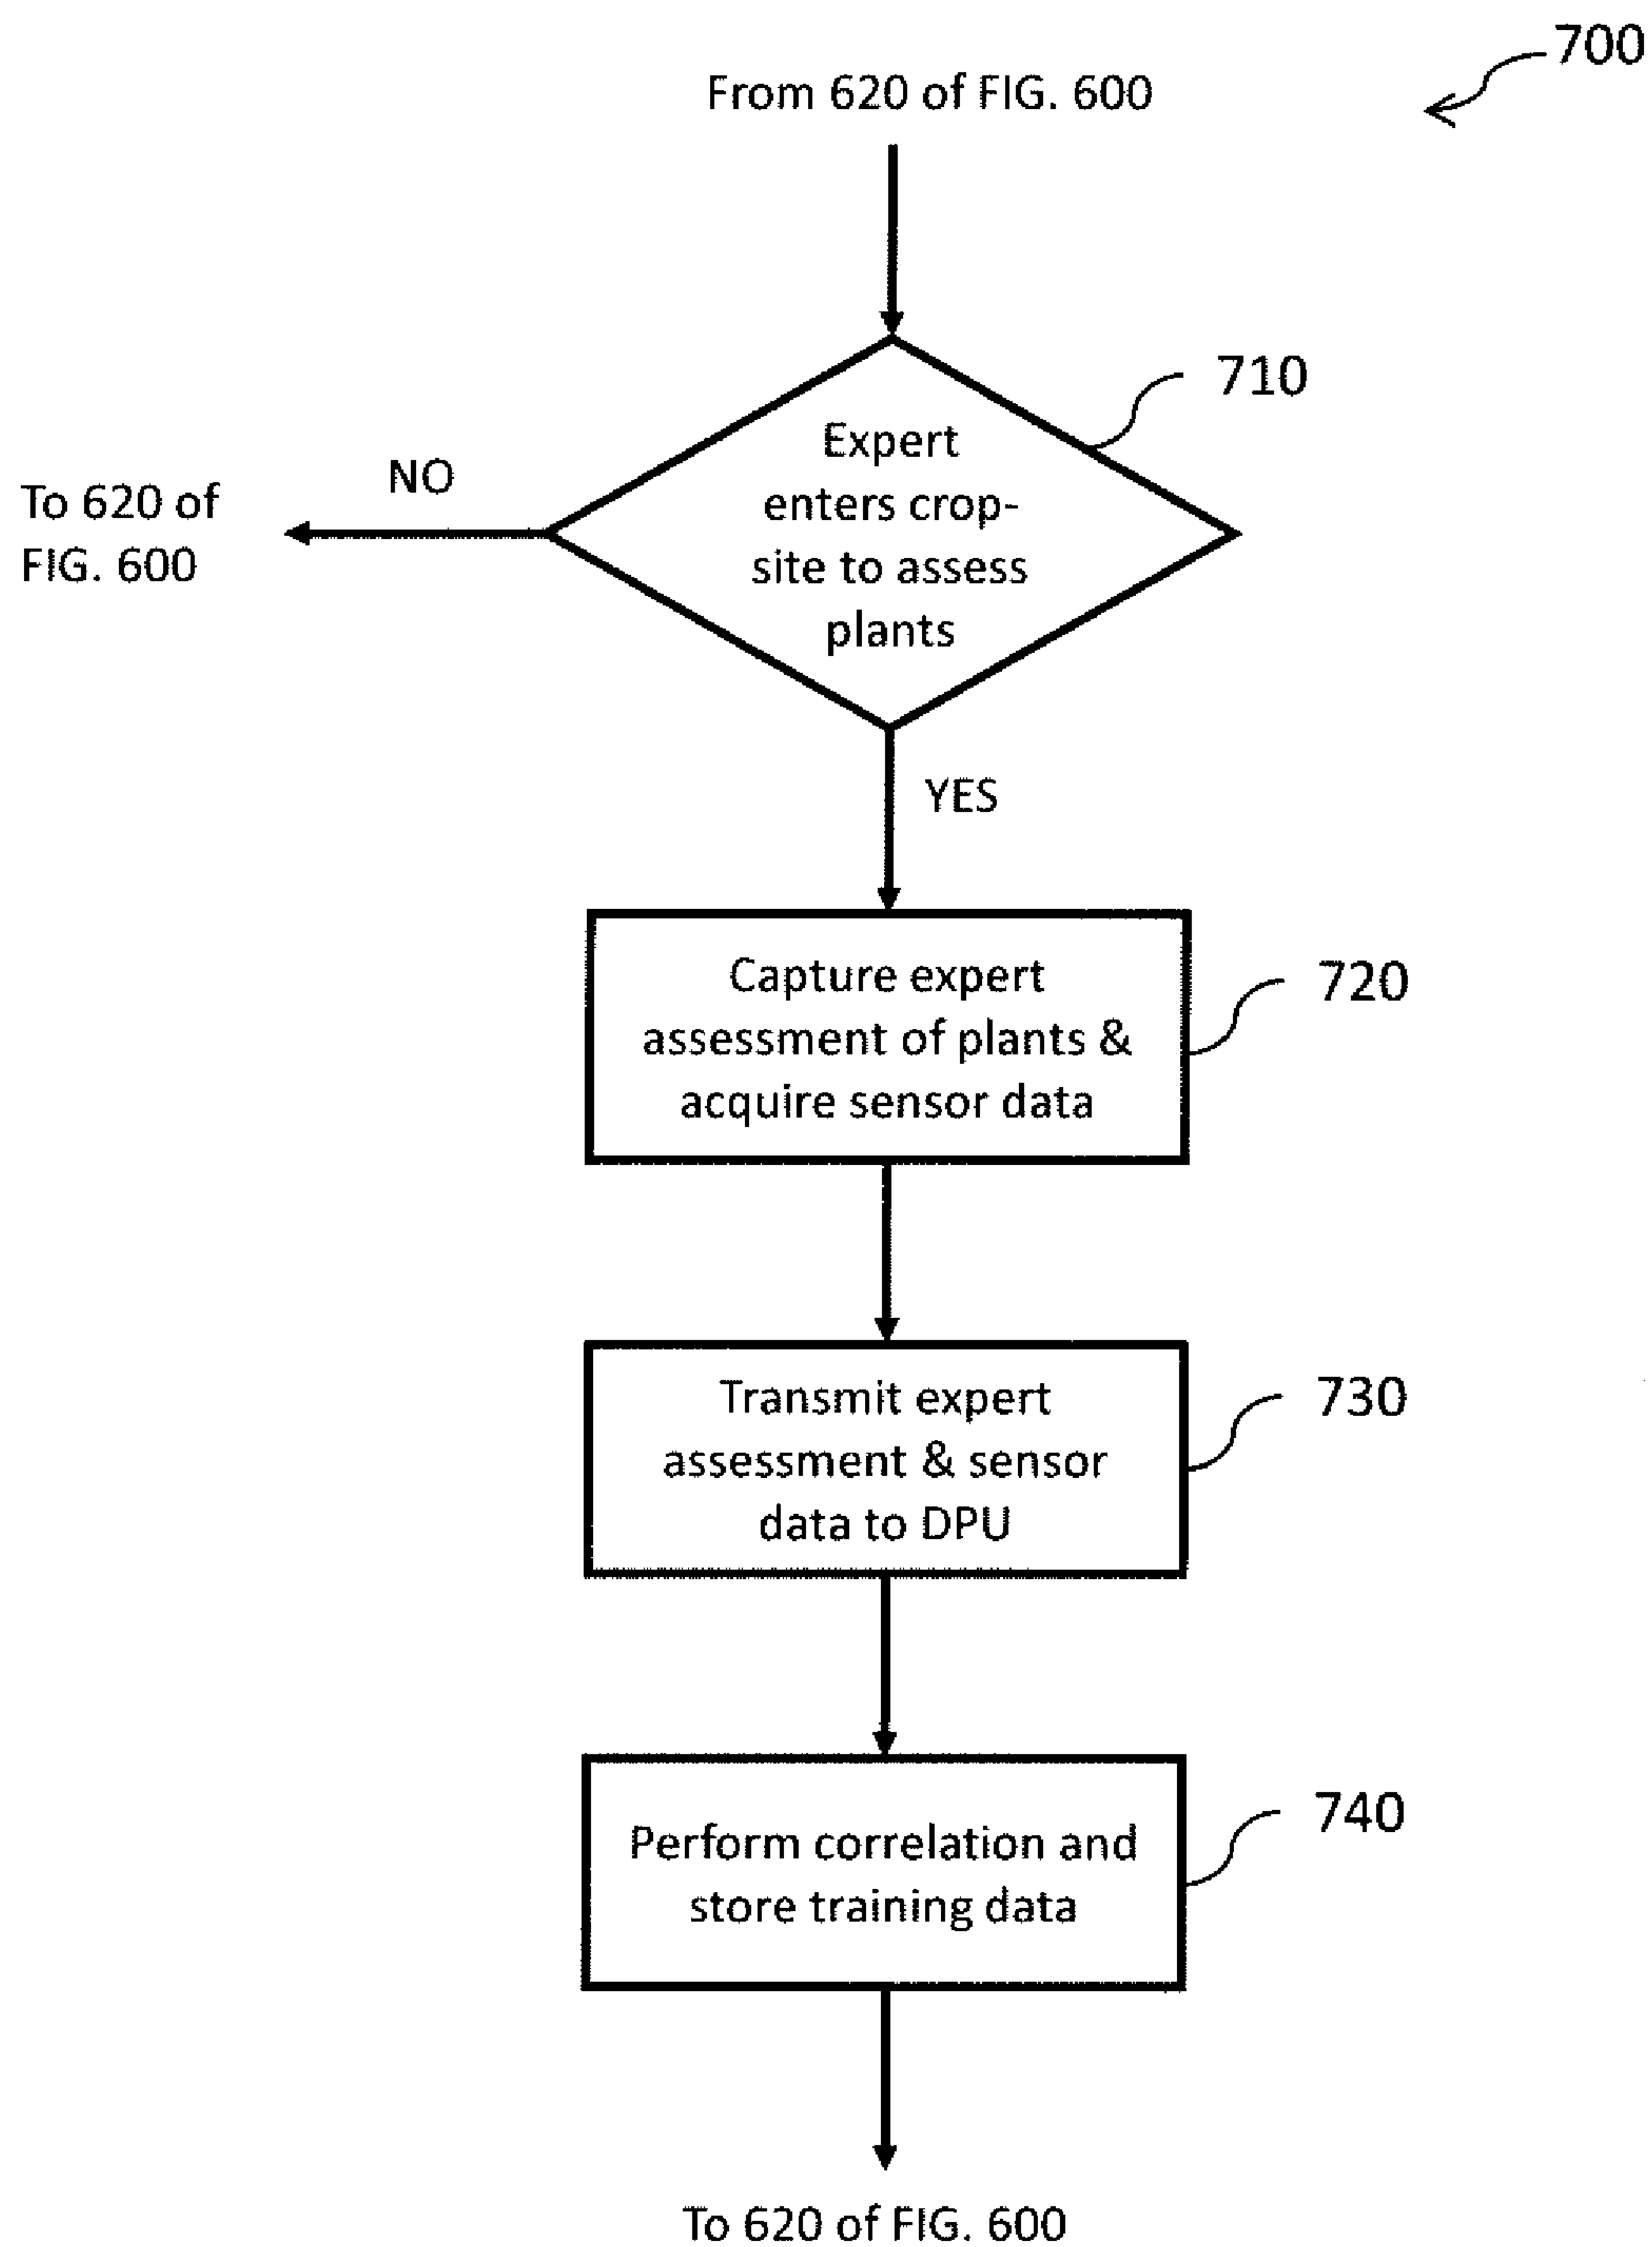 700
From 620 of FIG. 600
710
Expert
enters crop-
site to assess
plants
NO
To 620 of
FIG. 600
YES
720
Capture expert
assessment of plants &
acquire sensor data
730
Transmit expert
assessment & sensor
data to DPU
740
Perform correlation and
store training data
To 620 of FIG. 600